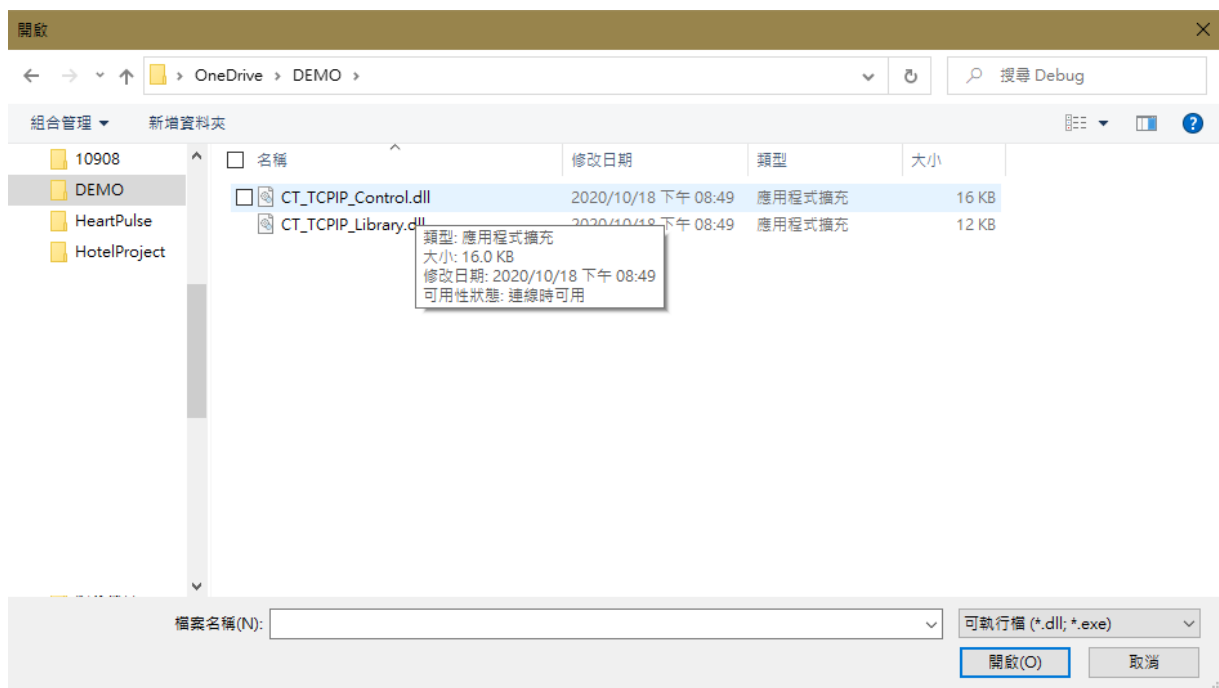 開啟
OneDrive > DEMO >
搜尋 Debug
組合管理
新增資料夾
10908
DEMO
HeartPulse
HotelProject
名稱 修改日期 類型 大小
CT_TCPIP_Control.dll 2020/10/18 下午 08:49 應用程式擴充 16 KB
CT_TCPIP_Library.dll 2020/10/18 下午 08:49 應用程式擴充 12 KB
類型: 應用程式擴充
大小: 16.0 KB
修改日期: 2020/10/18 下午 08:49
可用性狀態: 連線時可用
檔案名稱(N):
可執行檔 (*.dll; *.exe)
開啟(O) 取消